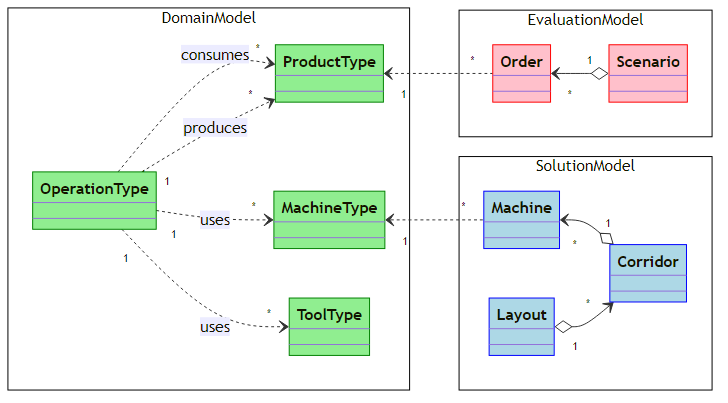 DomainModel
EvaluationModel
consumes
*
ProductType
*
1
*
Order
1
*
Scenario
produces
1
SolutionModel
OperationType
uses
*
1
MachineType
1
*
Machine
1
*
Corridor
1
*
uses
ToolType
Layout
*
1